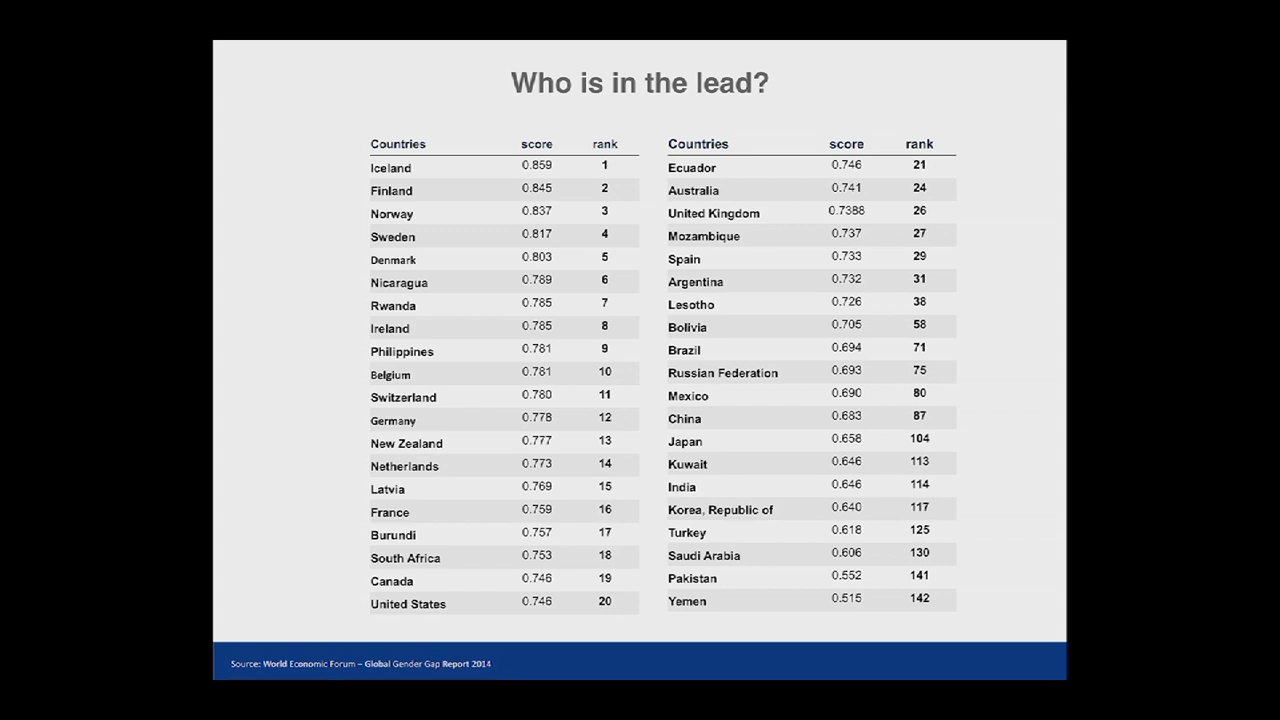 Who is in the lead?
Countries score rank
Iceland 0.859 1
Finland 0.845 2
Norway 0.837 3
Sweden 0.817 4
Denmark 0.803 5
Nicaragua 0.789 6
Rwanda 0.785 7
Ireland 0.785 8
Philippines 0.781 9
Belgium 0.781 10
Switzerland 0.780 11
Germany 0.778 12
New Zealand 0.777 13
Netherlands 0.773 14
Latvia 0.769 15
France 0.759 16
Burundi 0.757 17
South Africa 0.753 18
Canada 0.746 19
United States 0.746 20
Countries score rank
Ecuador 0.746 21
Australia 0.741 24
United Kingdom 0.7388 26
Mozambique 0.737 27
Spain 0.733 29
Argentina 0.732 31
Lesotho 0.726 38
Bolivia 0.705 58
Brazil 0.694 71
Russian Federation 0.693 75
Mexico 0.690 80
China 0.683 87
Japan 0.658 104
Kuwait 0.646 113
India 0.646 114
Korea, Republic of 0.640 117
Turkey 0.618 125
Saudi Arabia 0.606 130
Pakistan 0.552 141
Yemen 0.515 142
Source: World Economic Forum – Global Gender Gap Report 2014